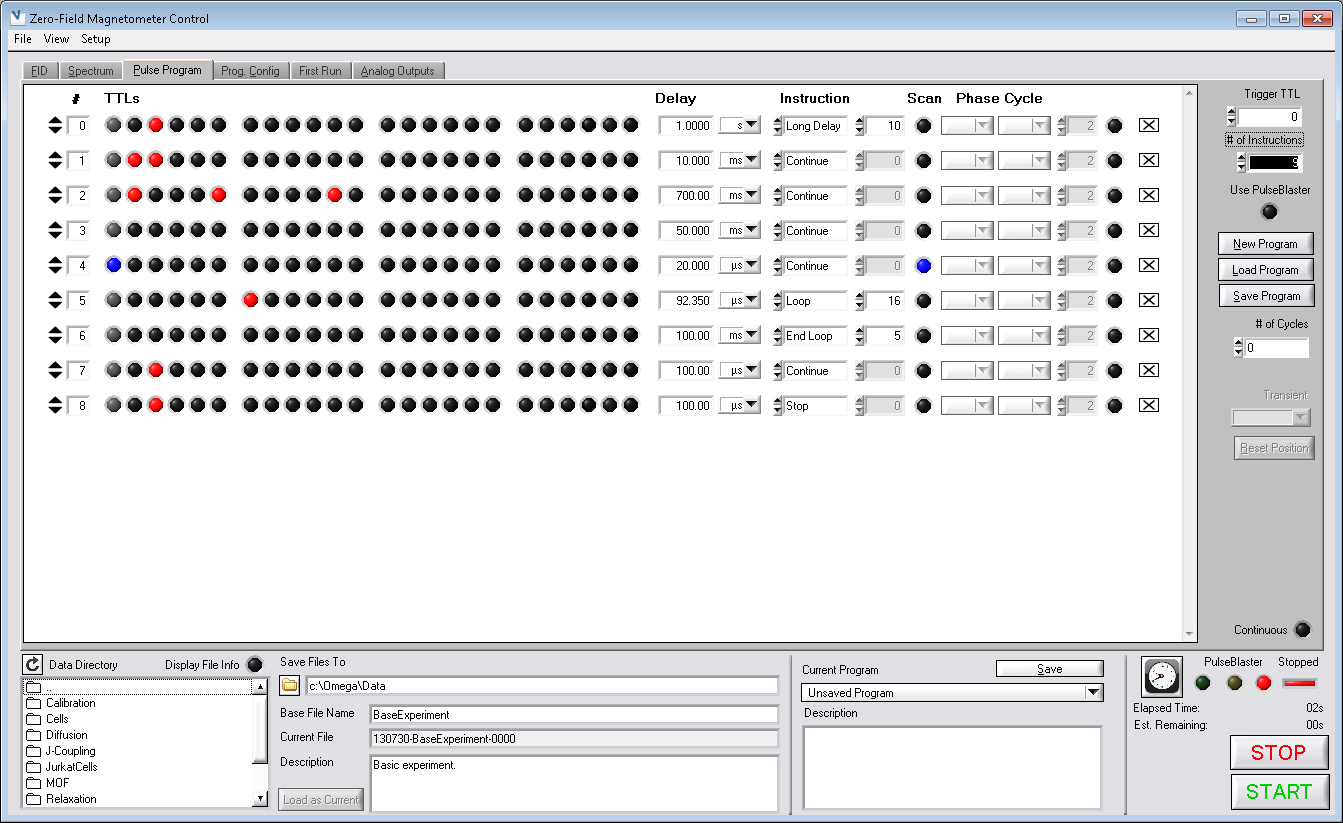 Zero-Field Magnetometer Control
File View Setup
FID Spectrum Pulse Program Prog. Config First Run Analog Outputs
# TTLs Delay Instruction Scan Phase Cycle
0 1.0000 s Long Delay 10 2
1 10.000 ms Continue 0 2
2 700.00 ms Continue 0 2
3 50.000 ms Continue 0 2
4 20.000 µs Continue 0 2
5 92.350 µs Loop 16 2
6 100.00 ms End Loop 5 2
7 100.00 µs Continue 0 2
8 100.00 µs Stop 0 2
Trigger TTL
0
# of Instructions
9
Use PulseBlaster
New Program
Load Program
Save Program
# of Cycles
0
Transient
Reset Position
Continuous
Data Directory Display File Info
..
Calibration
Cells
Diffusion
J-Coupling
JurkatCells
MOF
Relaxation
Save Files To
c:\Omega\Data
Base File Name BaseExperiment
Current File 130730-BaseExperiment-0000
Description Basic experiment.
Load as Current
Current Program Save
Unsaved Program
Description
PulseBlaster Stopped
Elapsed Time: 02s
Est. Remaining: 00s
STOP
START